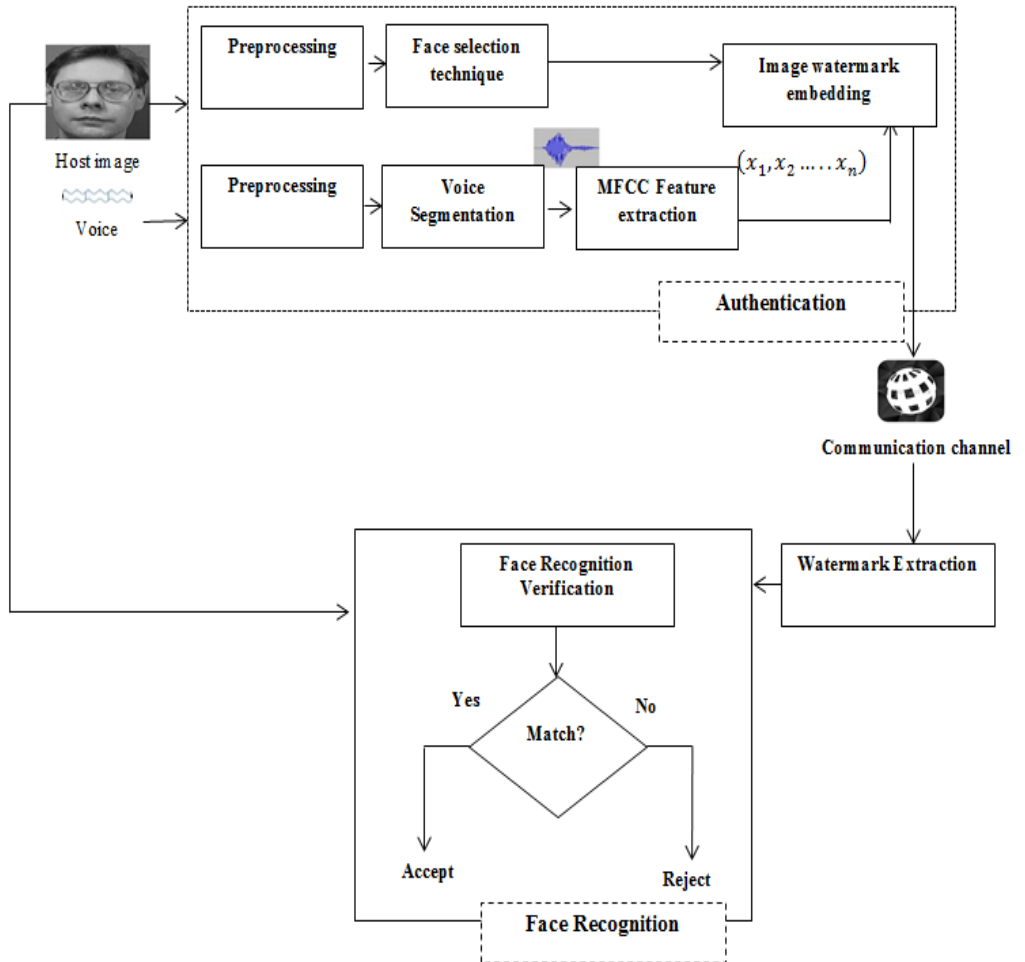 Preprocessing
Face selection
technique
Image watermark
embedding
Host image
Voice
Preprocessing
Voice
Segmentation
MFCC Feature
extraction
(x₁, x₂ ..... xₙ)
Authentication
Communication channel
Watermark Extraction
Face Recognition
Verification
Yes
No
Match?
Accept
Reject
Face Recognition